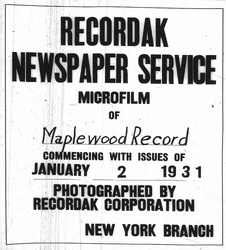 RECORDAK
NEWSPAPER SERVICE
MICROFILM
OF
Maplewood Record
COMMENCING WITH ISSUES OF
JANUARY 2 1931
PHOTOGRAPHED BY
RECORDAK CORPORATION
NEW YORK BRANCH